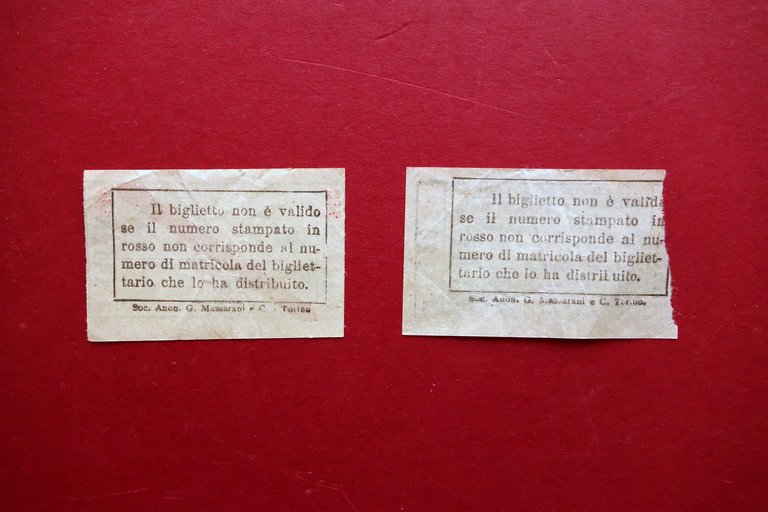 Il biglietto non è valido
se il numero stampato in
rosso non corrisponde al nu-
mero di matricola del bigliet-
tario che lo ha distribuito.
Soc. Anon. G. Massarani e C. Torino
Il biglietto non è valido
se il numero stampato in
rosso non corrisponde al nu-
mero di matricola del bigliet-
tario che lo ha distribuito.
Soc. Anon. G. Massarani e C. Torino.